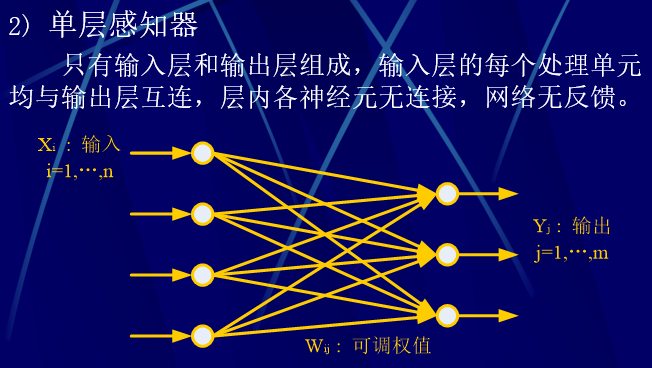 2) 单层感知器
只有输入层和输出层组成，输入层的每个处理单元
均与输出层互连，层内各神经元无连接，网络无反馈。
Xi：输入
i=1,…,n
Yj：输出
j=1,…,m
Wij：可调权值